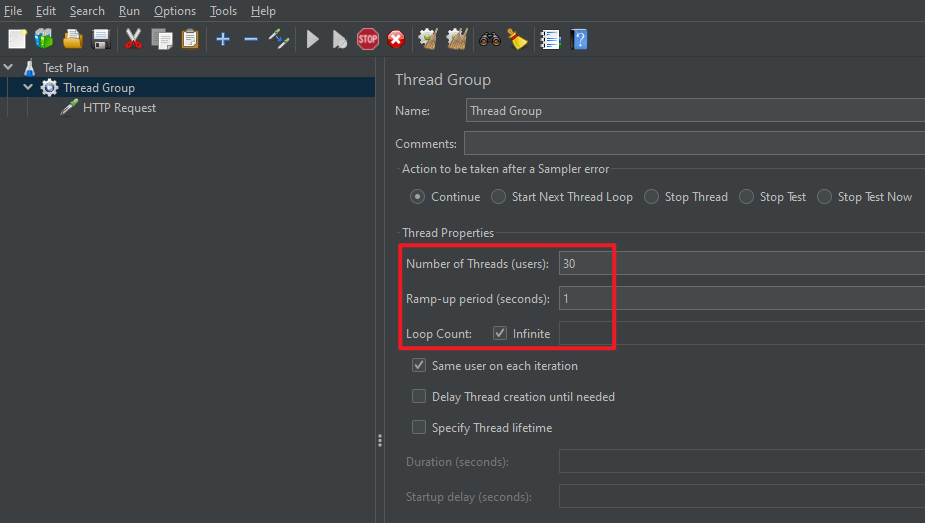 File Edit Search Run Options Tools Help
STOP
?
Test Plan
Thread Group
HTTP Request
Thread Group
Name: Thread Group
Comments:
Action to be taken after a Sampler error
Continue Start Next Thread Loop Stop Thread Stop Test Stop Test Now
Thread Properties
Number of Threads (users): 30
Ramp-up period (seconds): 1
Loop Count: Infinite
Same user on each iteration
Delay Thread creation until needed
Specify Thread lifetime
Duration (seconds):
Startup delay (seconds):